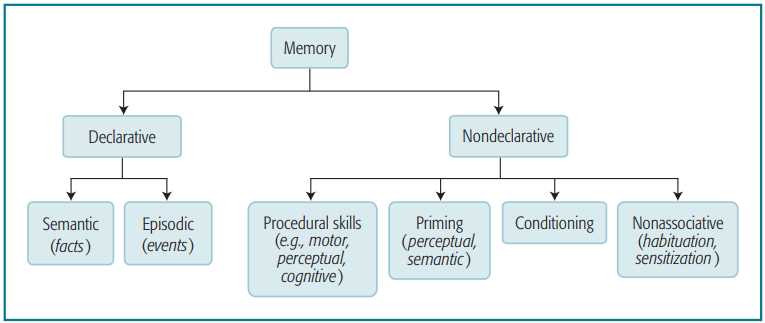 Memory
Declarative
Nondeclarative
Semantic
(facts)
Episodic
(events)
Procedural skills
(e.g., motor,
perceptual,
cognitive)
Priming
(perceptual,
semantic)
Conditioning
Nonassociative
(habituation,
sensitization)